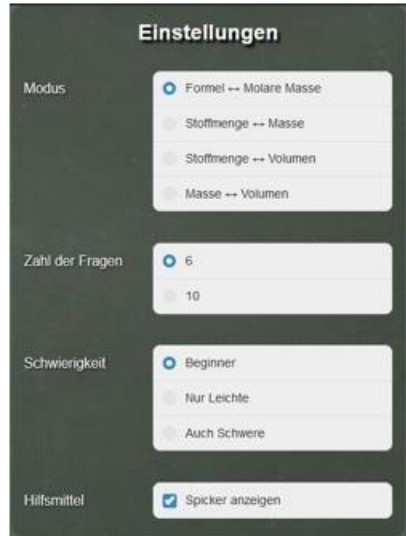 Einstellungen
Modus
Formel ↔ Molare Masse
Stoffmenge ↔ Masse
Stoffmenge ↔ Volumen
Masse ↔ Volumen
Zahl der Fragen
6
10
Schwierigkeit
Beginner
Nur Leichte
Auch Schwere
Hilfsmittel
Spicker anzeigen